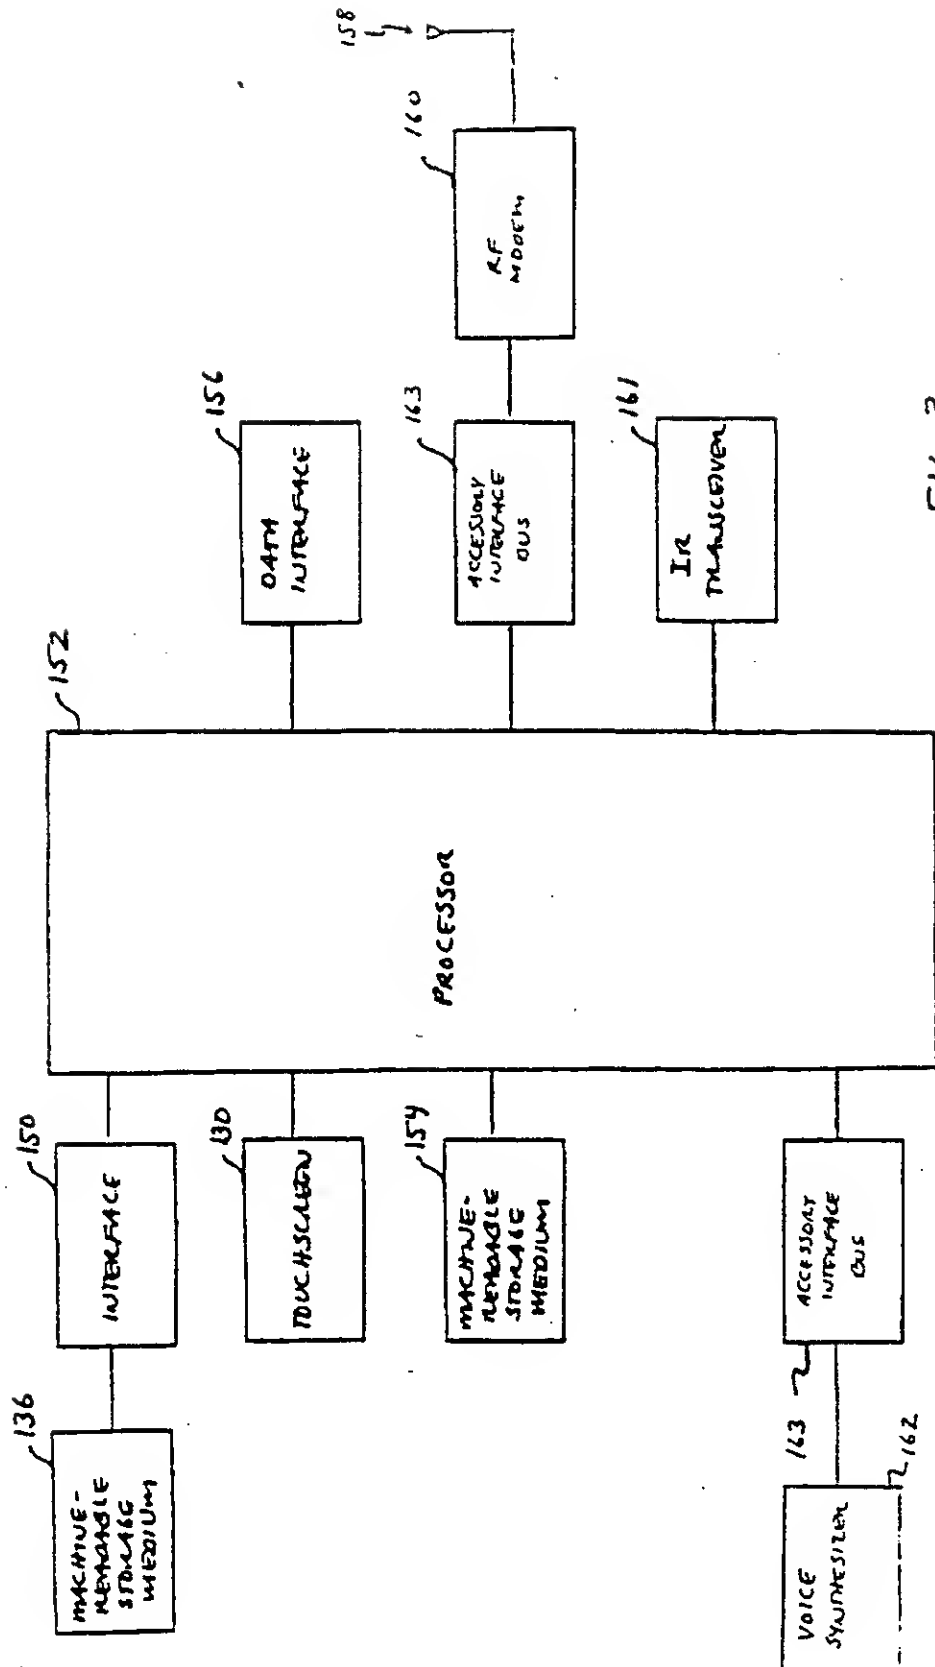 136
MACHINE-
READABLE
STORAGE
MEDIUM
150
INTERFACE
130
TOUCHSCREEN
154
MACHINE-
READABLE
STORAGE
MEDIUM
VOICE
SYNTHESIZER
162
163
ACCESSORY
INTERFACE
BUS
152
PROCESSOR
156
DATA
INTERFACE
163
ACCESSORY
INTERFACE
BUS
161
IR
TRANSCEIVER
160
RF
MODEM
158